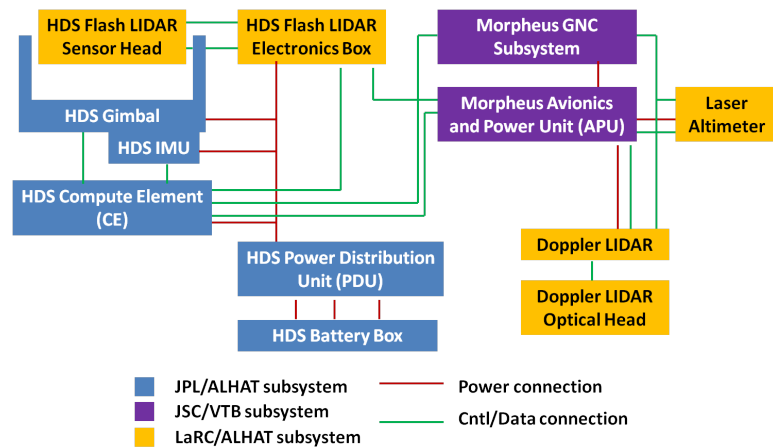 HDS Flash LIDAR
Sensor Head
HDS Flash LIDAR
Electronics Box
Morpheus GNC
Subsystem
HDS Gimbal
HDS IMU
Morpheus Avionics
and Power Unit (APU)
Laser
Altimeter
HDS Compute Element
(CE)
HDS Power Distribution
Unit (PDU)
Doppler LIDAR
Doppler LIDAR
Optical Head
HDS Battery Box
JPL/ALHAT subsystem
JSC/VTB subsystem
LaRC/ALHAT subsystem
Power connection
Cntl/Data connection